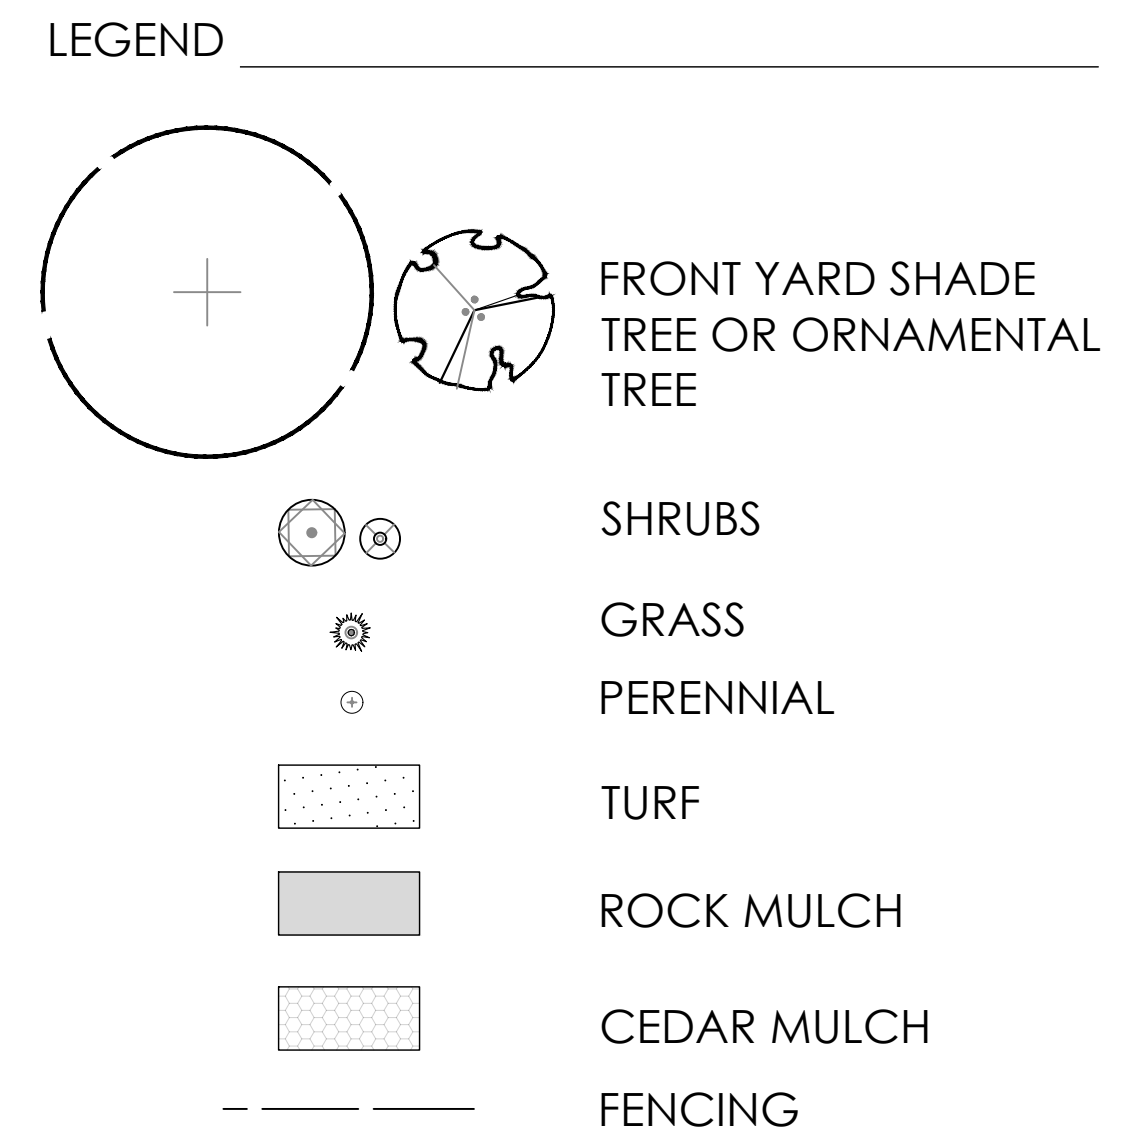 LEGEND
FRONT YARD SHADE
TREE OR ORNAMENTAL
TREE
SHRUBS
GRASS
PERENNIAL
TURF
ROCK MULCH
CEDAR MULCH
FENCING